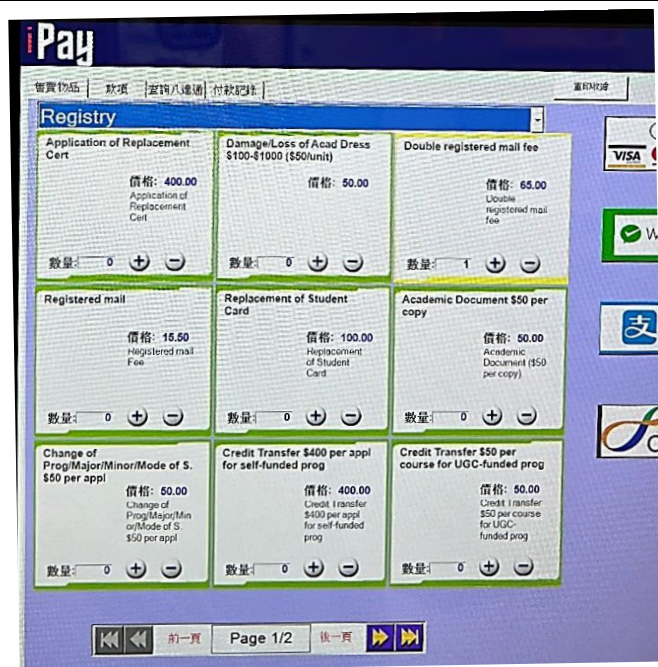 iPay
售賣物品 款項 查詢八達通 付款記錄 重印收據
Registry
Application of Replacement
Cert
價格: 400.00
Application of
Replacement
Cert
數量: 0 + −
Damage/Loss of Acad Dress
$100-$1000 ($50/unit)
價格: 50.00
數量: 0 + −
Double registered mail fee
價格: 65.00
Double
registered mail
fee
數量: 1 + −
VISA
W
Registered mail
價格: 15.50
Registered mail
Fee
數量: 0 + −
Replacement of Student
Card
價格: 100.00
Replacement
of Student
Card
數量: 0 + −
Academic Document $50 per
copy
價格: 50.00
Academic
Document ($50
per copy)
數量: 0 + −
支
Change of
Prog/Major/Minor/Mode of S.
$50 per appl
價格: 50.00
Change of
Prog/Major/Min
or/Mode of S.
$50 per appl
數量: 0 + −
Credit Transfer $400 per appl
for self-funded prog
價格: 400.00
Credit Transfer
$400 per appl
for self-funded
prog
數量: 0 + −
Credit Transfer $50 per
course for UGC-funded prog
價格: 50.00
Credit Transfer
$50 per course
for UGC-
funded prog
數量: 0 + −
前一頁 Page 1/2 後一頁